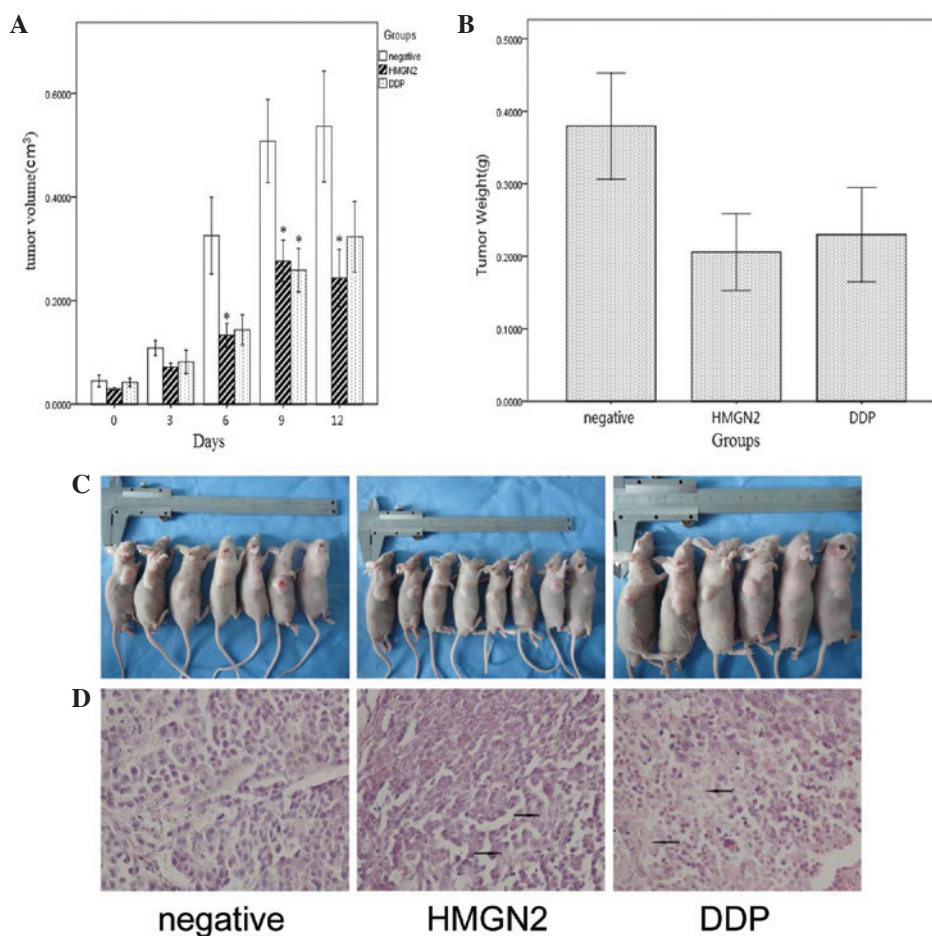 A
Groups
negative
HMGN2
DDP
tumor volume(cm³)
0.6000
0.4000
0.2000
0.0000
* * * *
0 3 6 9 12
Days
B
Tumor Weight(g)
0.5000
0.4000
0.3000
0.2000
0.1000
0.0000
negative HMGN2 DDP
Groups
C
D
negative HMGN2 DDP